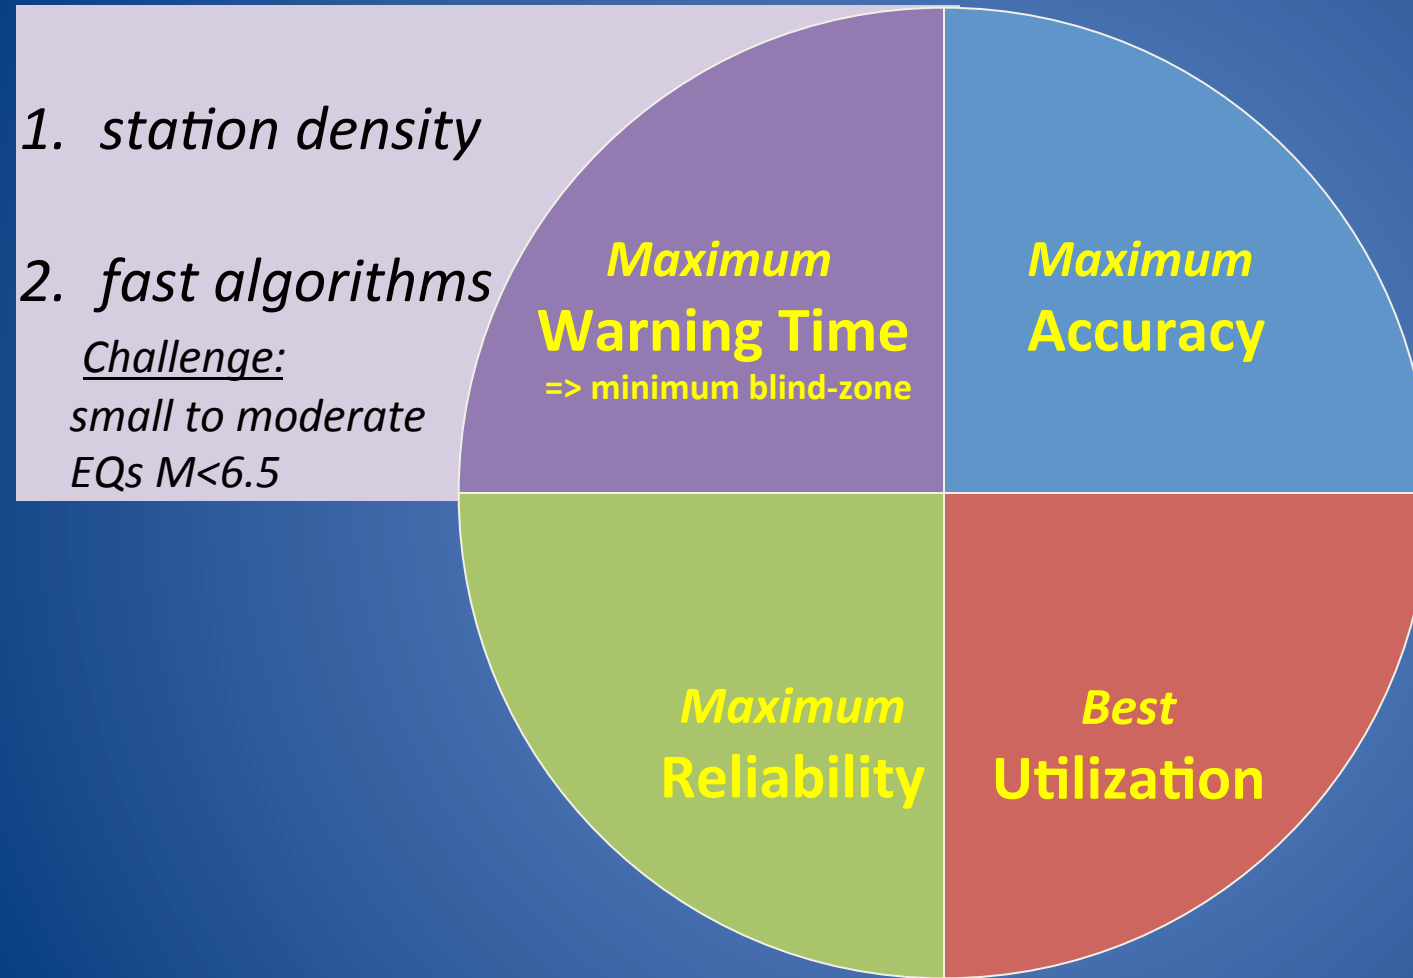 1. station density
2. fast algorithms
Challenge:
small to moderate
EQs M<6.5
Maximum
Warning Time
=> minimum blind-zone
Maximum
Accuracy
Maximum
Reliability
Best
Utilization